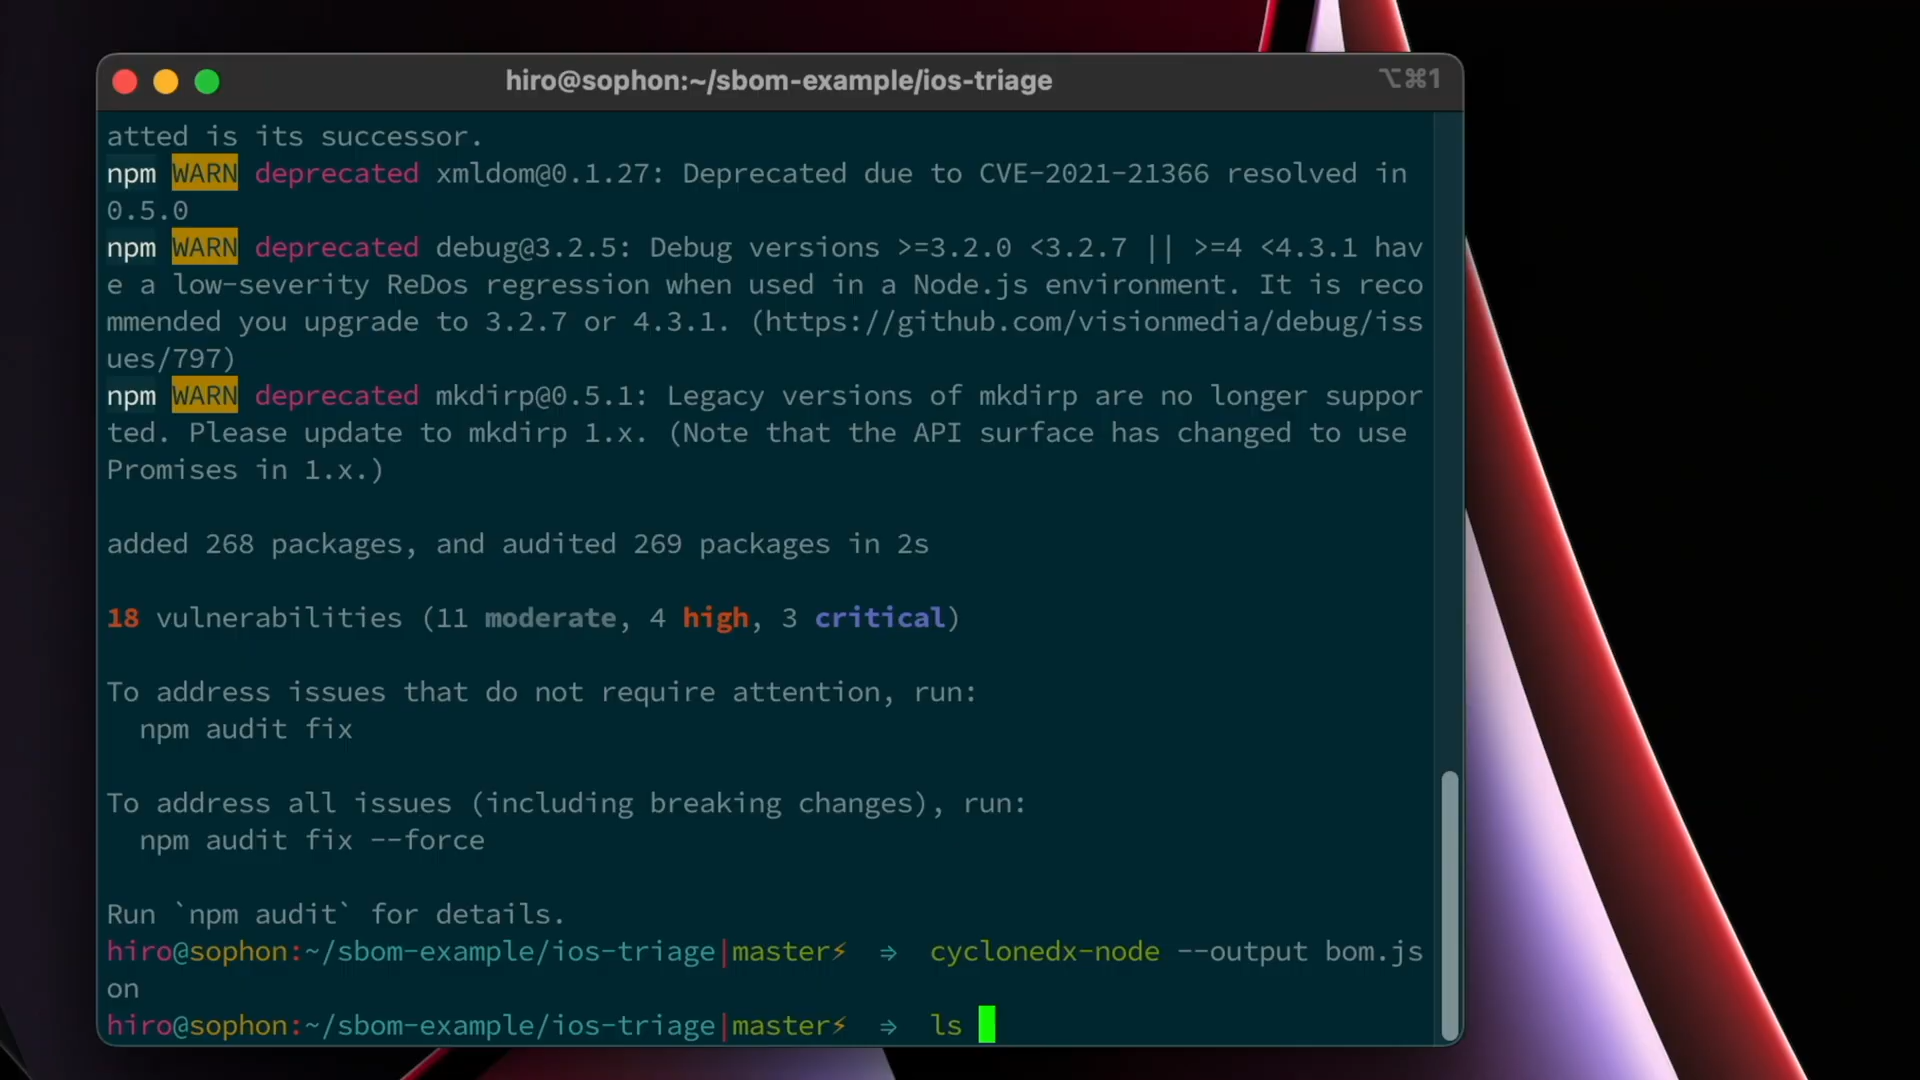 hiro@sophon:~/sbom-example/ios-triage
⌥⌘1
atted is its successor.
npm WARN deprecated xmldom@0.1.27: Deprecated due to CVE-2021-21366 resolved in
0.5.0
npm WARN deprecated debug@3.2.5: Debug versions >=3.2.0 <3.2.7 || >=4 <4.3.1 hav
e a low-severity ReDos regression when used in a Node.js environment. It is reco
mmended you upgrade to 3.2.7 or 4.3.1. (https://github.com/visionmedia/debug/iss
ues/797)
npm WARN deprecated mkdirp@0.5.1: Legacy versions of mkdirp are no longer suppor
ted. Please update to mkdirp 1.x. (Note that the API surface has changed to use
Promises in 1.x.)
added 268 packages, and audited 269 packages in 2s
18 vulnerabilities (11 moderate, 4 high, 3 critical)
To address issues that do not require attention, run:
npm audit fix
To address all issues (including breaking changes), run:
npm audit fix --force
Run `npm audit` for details.
hiro@sophon:~/sbom-example/ios-triage|master⚡ ⇒ cyclonedx-node --output bom.js
on
hiro@sophon:~/sbom-example/ios-triage|master⚡ ⇒ ls